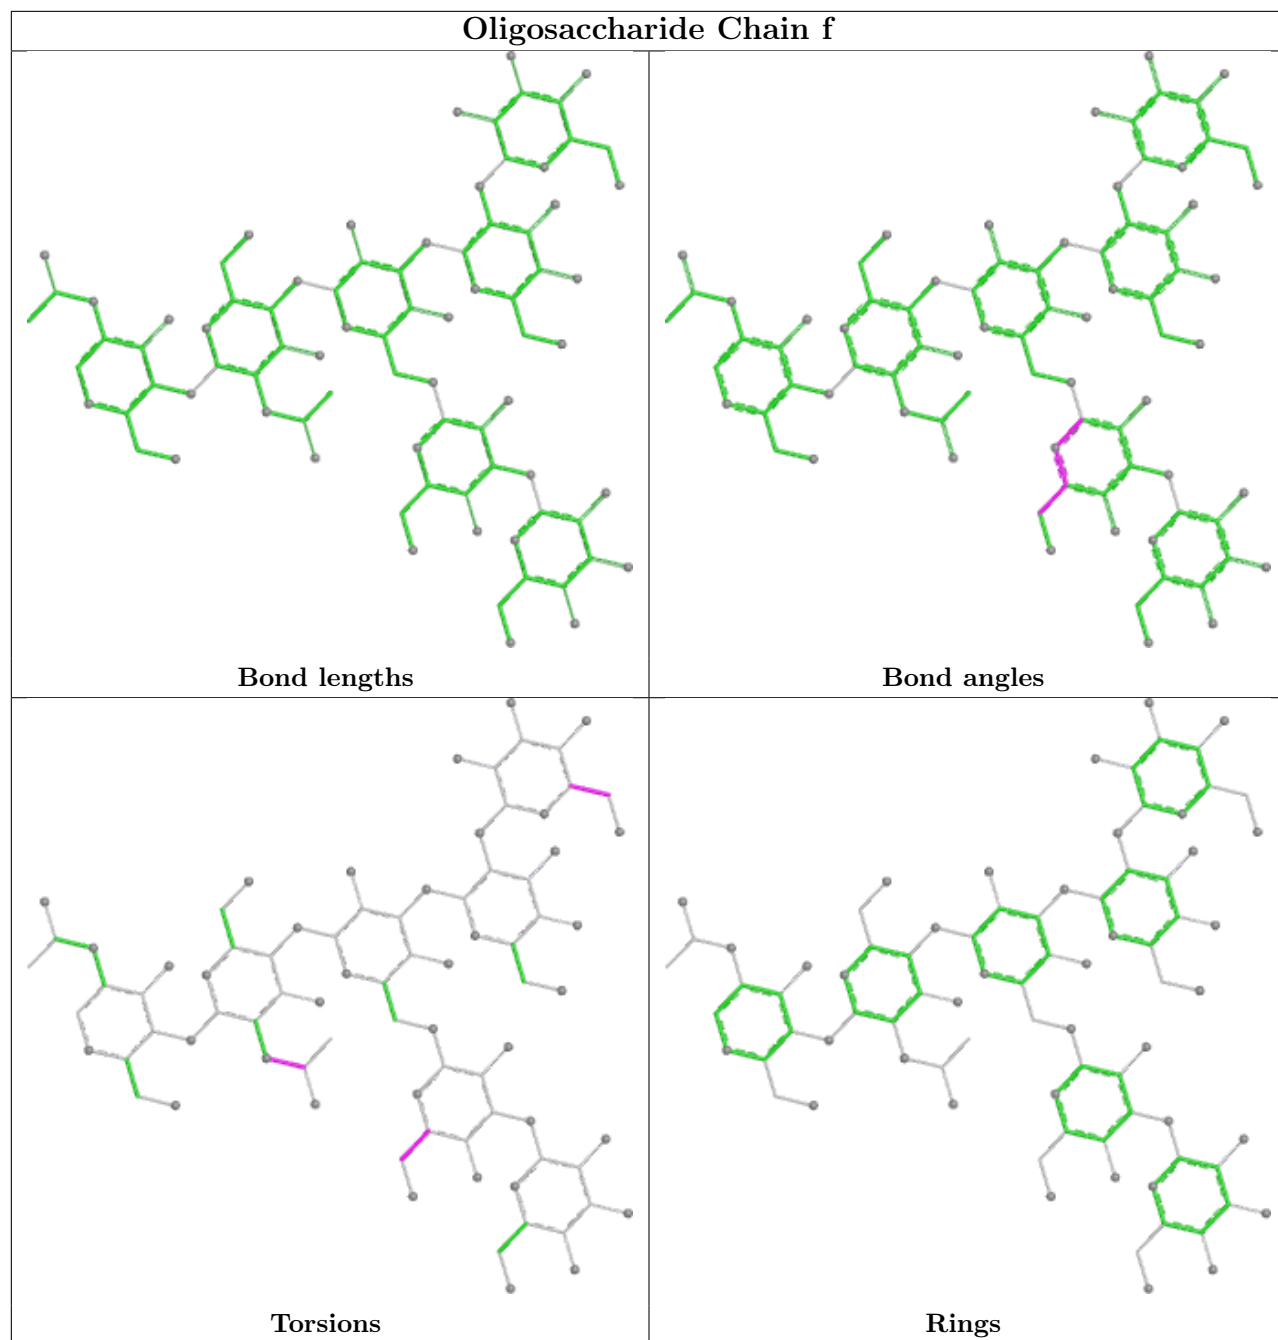 Oligosaccharide Chain f
Bond lengths
Bond angles
Torsions
Rings